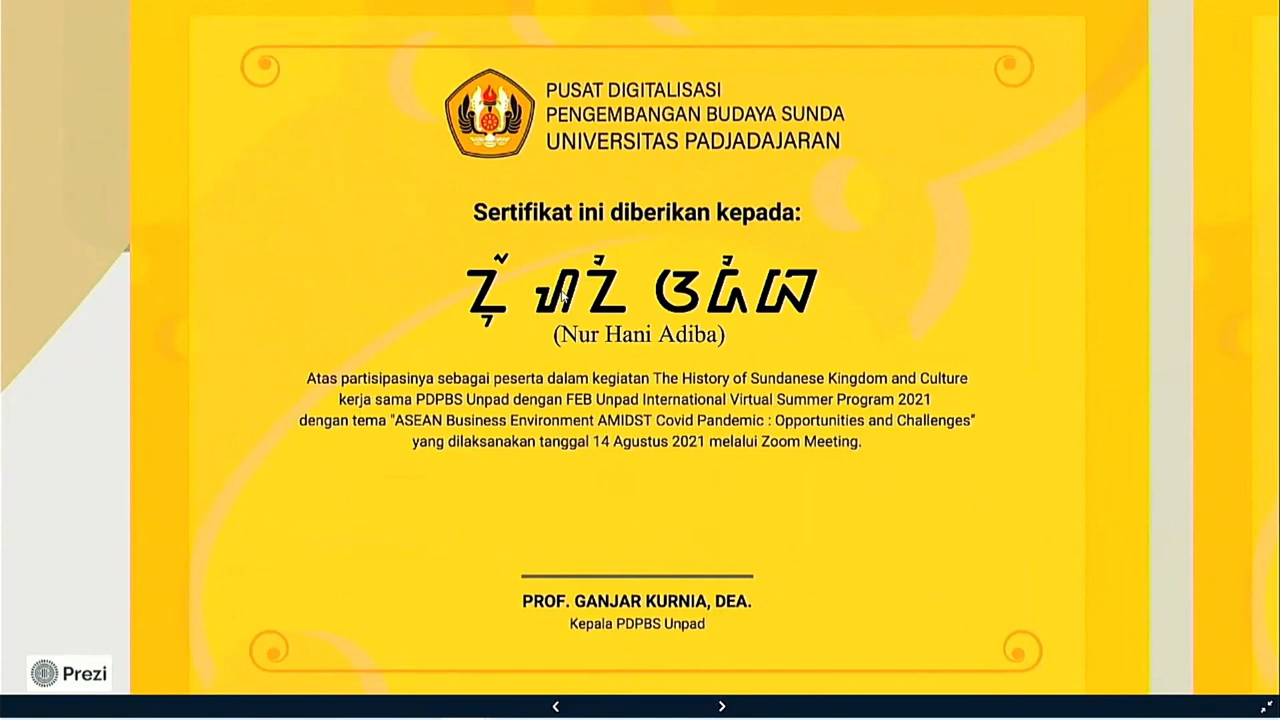 PUSAT DIGITALISASI
PENGEMBANGAN BUDAYA SUNDA
UNIVERSITAS PADJADJARAN
Sertifikat ini diberikan kepada:
ᮔᮥᮁ ᮠᮔᮤ ᮃᮓᮤᮘ
(Nur Hani Adiba)
Atas partisipasinya sebagai peserta dalam kegiatan The History of Sundanese Kingdom and Culture
kerja sama PDPBS Unpad dengan FEB Unpad International Virtual Summer Program 2021
dengan tema "ASEAN Business Environment AMIDST Covid Pandemic : Opportunities and Challenges"
yang dilaksanakan tanggal 14 Agustus 2021 melalui Zoom Meeting.
PROF. GANJAR KURNIA, DEA.
Kepala PDPBS Unpad
Prezi